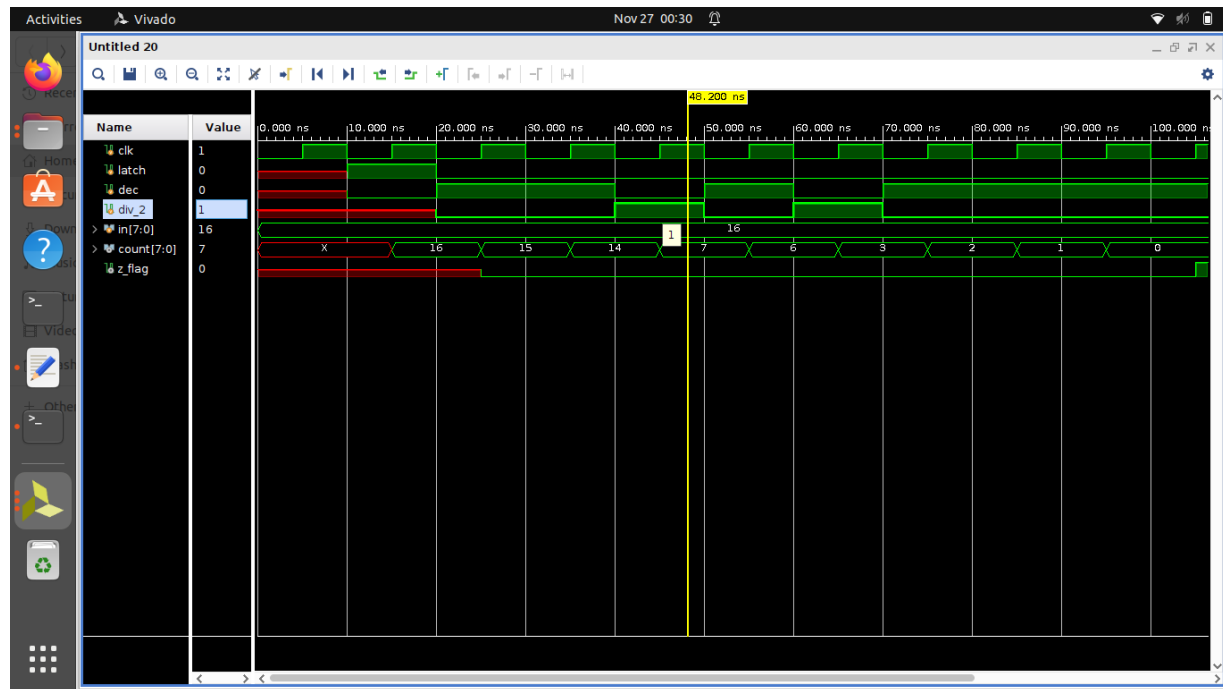 Activities Vivado Nov 27 00:30
Untitled 20
48.200 ns
Name Value 0.000 ns 10.000 ns 20.000 ns 30.000 ns 40.000 ns 50.000 ns 60.000 ns 70.000 ns 80.000 ns 90.000 ns 100.000 n
clk 1
latch 0
dec 0
div_2 1
in[7:0] 16 16
1
count[7:0] 7 X 16 15 14 7 6 3 2 1 0
z_flag 0